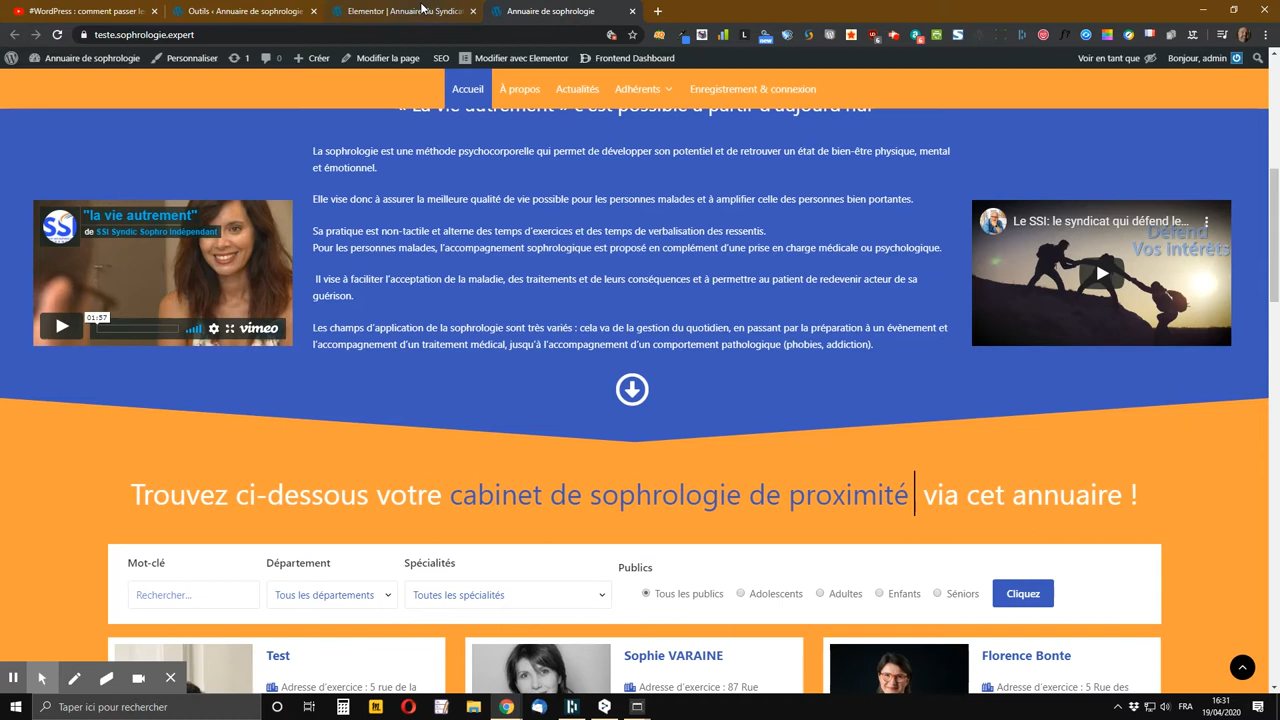 #WordPress : comment passer le
Outils ‹ Annuaire de sophrologie
Elementor | Annuaire de Sophro
Annuaire de sophrologie
teste.sophrologie.expert
Annuaire de sophrologie
Personnaliser
1
0
Créer
Modifier la page
SEO
Modifier avec Elementor
Frontend Dashboard
Voir en tant que
Bonjour, admin
Accueil
À propos
Actualités
Adhérents
Enregistrement & connexion
« La vie autrement » c'est possible à partir d'aujourd'hui
La sophrologie est une méthode psychocorporelle qui permet de développer son potentiel et de retrouver un état de bien-être physique, mental
et émotionnel.
Elle vise donc à assurer la meilleure qualité de vie possible pour les personnes malades et à amplifier celle des personnes bien portantes.
Sa pratique est non-tactile et alterne des temps d'exercices et des temps de verbalisation des ressentis.
Pour les personnes malades, l'accompagnement sophrologique est proposé en complément d'une prise en charge médicale ou psychologique.
Il vise à faciliter l'acceptation de la maladie, des traitements et de leurs conséquences et à permettre au patient de redevenir acteur de sa
guérison.
Les champs d'application de la sophrologie sont très variés : cela va de la gestion du quotidien, en passant par la préparation à un évènement et
l'accompagnement d'un traitement médical, jusqu'à l'accompagnement d'un comportement pathologique (phobies, addiction).
SSI
"la vie autrement"
de SSI Syndic Sophro Indépendant
01:57
vimeo
Le SSI: le syndicat qui défend le...
Défend
Vos intérêts
Trouvez ci-dessous votre cabinet de sophrologie de proximité via cet annuaire !
Mot-clé
Département
Spécialités
Publics
Rechercher...
Tous les départements
Toutes les spécialités
Tous les publics
Adolescents
Adultes
Enfants
Séniors
Cliquez
Test
Adresse d'exercice : 5 rue de la
Sophie VARAINE
Adresse d'exercice : 87 Rue
Florence Bonte
Adresse d'exercice : 5 Rue des
Taper ici pour rechercher
FRA
16:31
19/04/2020